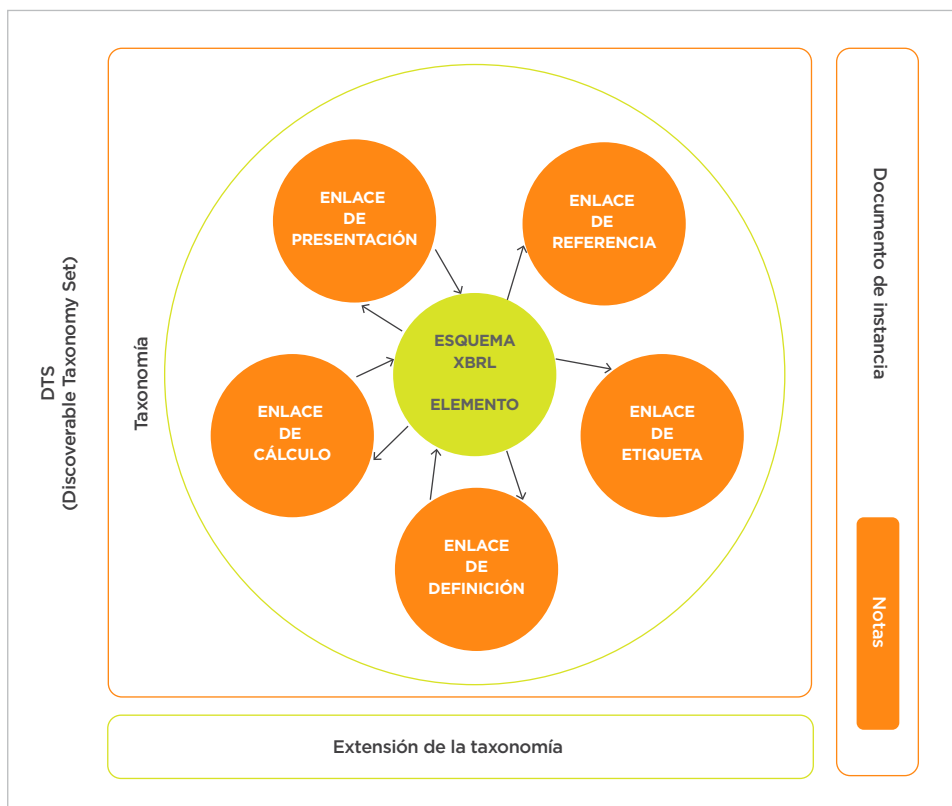 DTS
(Discoverable Taxonomy Set)
Taxonomía
ENLACE
DE
PRESENTACIÓN
ENLACE
DE
REFERENCIA
ESQUEMA
XBRL
ELEMENTO
ENLACE
DE
CÁLCULO
ENLACE
DE
ETIQUETA
ENLACE
DE
DEFINICIÓN
Extensión de la taxonomía
Documento de instancia
Notas